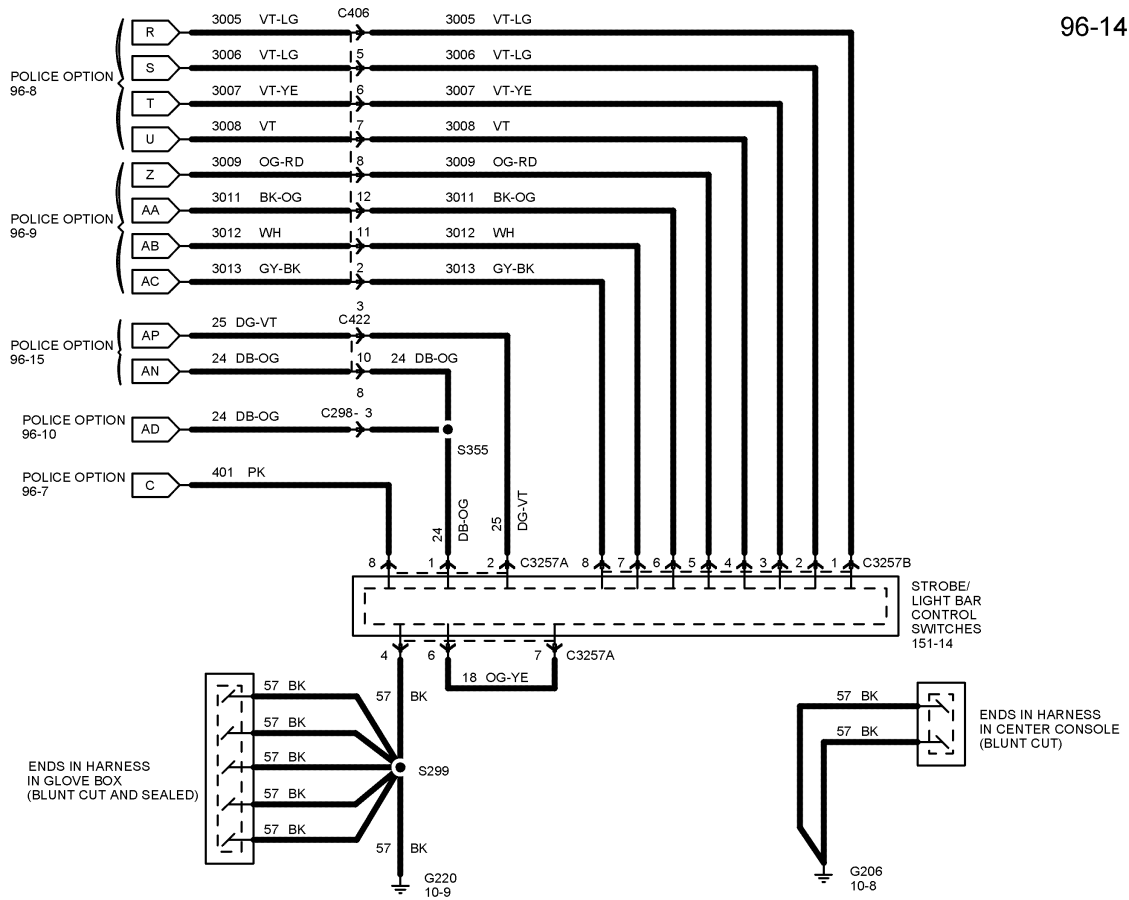 96-14
C406
R 3005 VT-LG 3005 VT-LG
S 3006 VT-LG 5 3006 VT-LG
POLICE OPTION
96-8
T 3007 VT-YE 6 3007 VT-YE
U 3008 VT 7 3008 VT
Z 3009 OG-RD 8 3009 OG-RD
AA 3011 BK-OG 12 3011 BK-OG
POLICE OPTION
96-9
AB 3012 WH 11 3012 WH
AC 3013 GY-BK 2 3013 GY-BK
3
C422
AP 25 DG-VT
POLICE OPTION
96-15
AN 24 DB-OG 10 24 DB-OG
8
POLICE OPTION
96-10
AD 24 DB-OG C298- 3
S355
POLICE OPTION
96-7
C 401 PK
24 DB-OG
25 DG-VT
8 1 2 C3257A 8 7 6 5 4 3 2 1 C3257B
STROBE/
LIGHT BAR
CONTROL
SWITCHES
151-14
4 6 7 C3257A
18 OG-YE
57 BK
57 BK
57 BK
57 BK
57 BK
57 BK
ENDS IN HARNESS
IN GLOVE BOX
(BLUNT CUT AND SEALED)
S299
57 BK
G220
10-9
57 BK
57 BK
ENDS IN HARNESS
IN CENTER CONSOLE
(BLUNT CUT)
G206
10-8